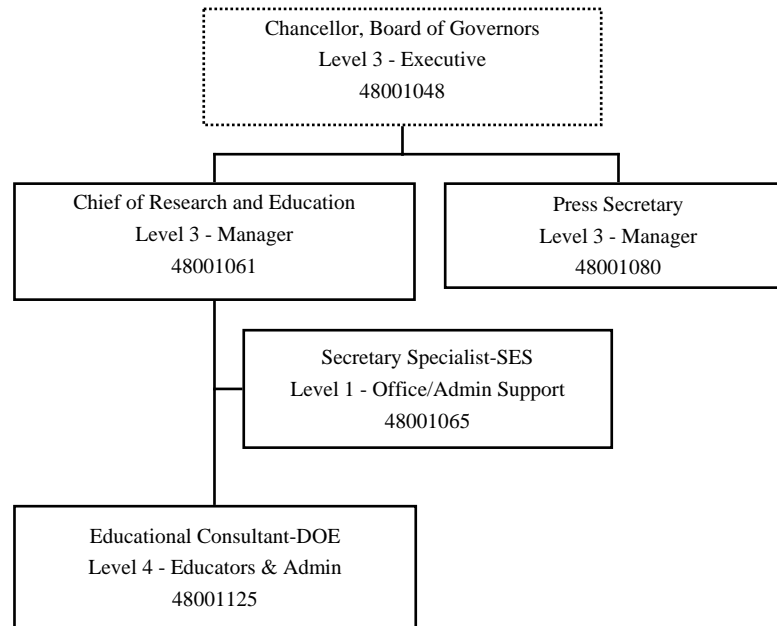 Chancellor, Board of Governors
Level 3 - Executive
48001048
Chief of Research and Education
Level 3 - Manager
48001061
Press Secretary
Level 3 - Manager
48001080
Secretary Specialist-SES
Level 1 - Office/Admin Support
48001065
Educational Consultant-DOE
Level 4 - Educators & Admin
48001125